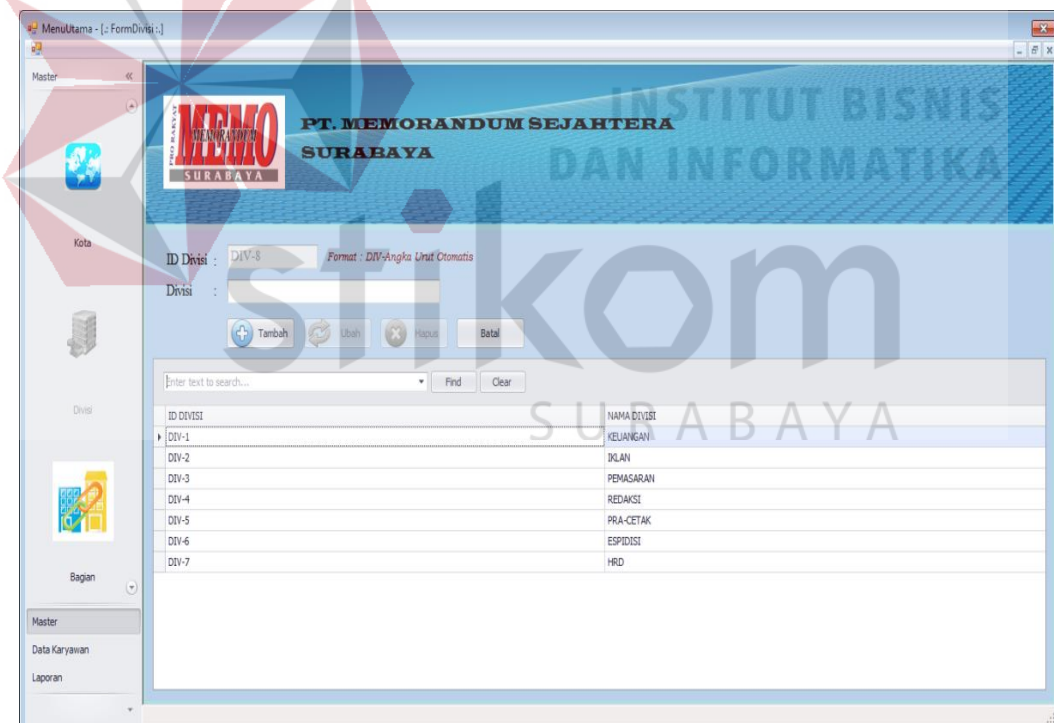 MenuUtama - [.: FormDivisi :.]
Master «
PRO RAKYAT
MEMO
MEMORANDUM
SURABAYA
PT. MEMORANDUM SEJAHTERA
SURABAYA
INSTITUT BISNIS
DAN INFORMATIKA
stikom
SURABAYA
Kota
Divisi
Bagian
Master
Data Karyawan
Laporan
ID Divisi : DIV-8 Format : DIV-Angka Urut Otomatis
Divisi :
Tambah Ubah Hapus Batal
Enter text to search... Find Clear
ID DIVISI NAMA DIVISI
DIV-1 KEUANGAN
DIV-2 IKLAN
DIV-3 PEMASARAN
DIV-4 REDAKSI
DIV-5 PRA-CETAK
DIV-6 ESPIDISI
DIV-7 HRD